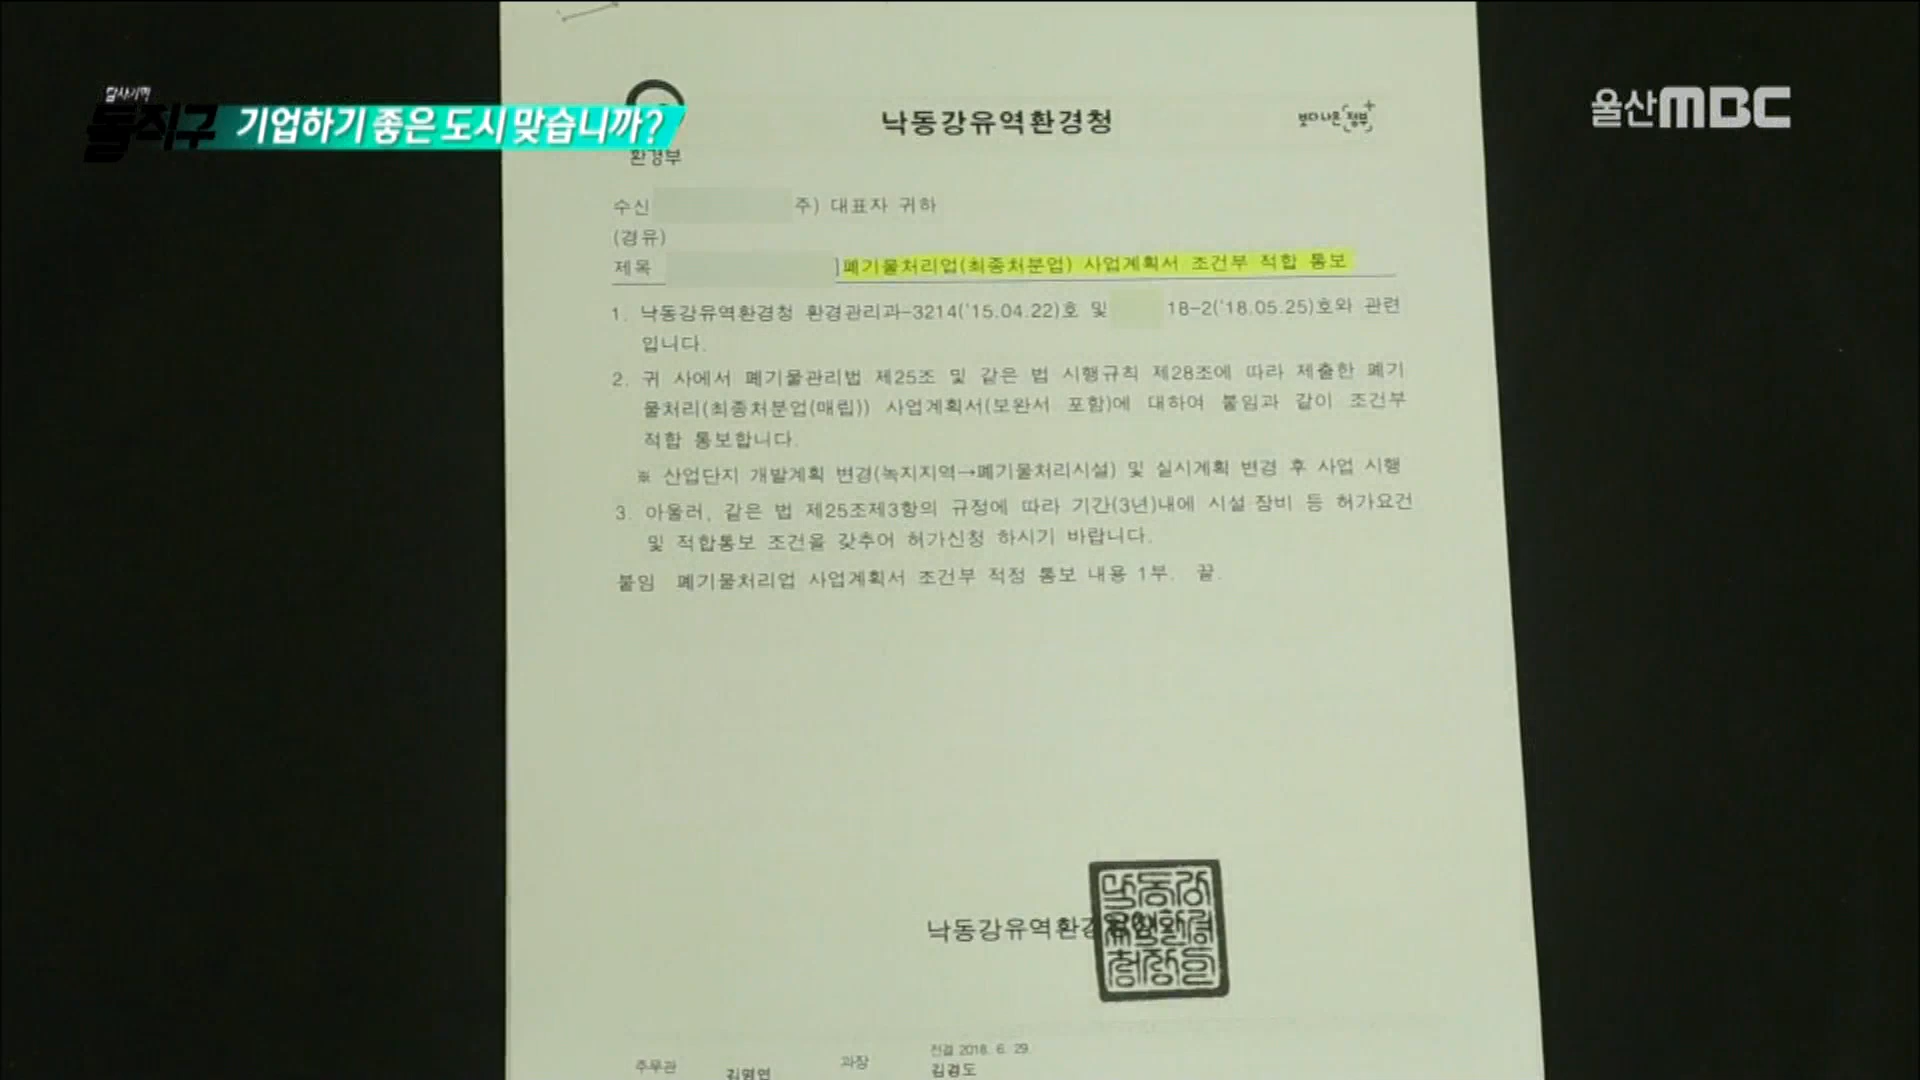 탐사기획
돌직구 기업하기 좋은 도시 맞습니까?
울산MBC
낙동강유역환경청
보다나은 정부
환경부
수신 주) 대표자 귀하
(경유)
제목 ]폐기물처리업(최종처분업) 사업계획서 조건부 적합 통보
1. 낙동강유역환경청 환경관리과-3214('15.04.22)호 및 18-2('18.05.25)호와 관련
입니다.
2. 귀 사에서 폐기물관리법 제25조 및 같은 법 시행규칙 제28조에 따라 제출한 폐기
물처리(최종처분업(매립)) 사업계획서(보완서 포함)에 대하여 붙임과 같이 조건부
적합 통보합니다.
※ 산업단지 개발계획 변경(녹지지역→폐기물처리시설) 및 실시계획 변경 후 사업 시행
3. 아울러, 같은 법 제25조제3항의 규정에 따라 기간(3년)내에 시설 장비 등 허가요건
및 적합통보 조건을 갖추어 허가신청 하시기 바랍니다.
붙임 폐기물처리업 사업계획서 조건부 적정 통보 내용 1부. 끝.
낙동강유역환경
전결 2018. 6. 29.
주무관 과장 김경도